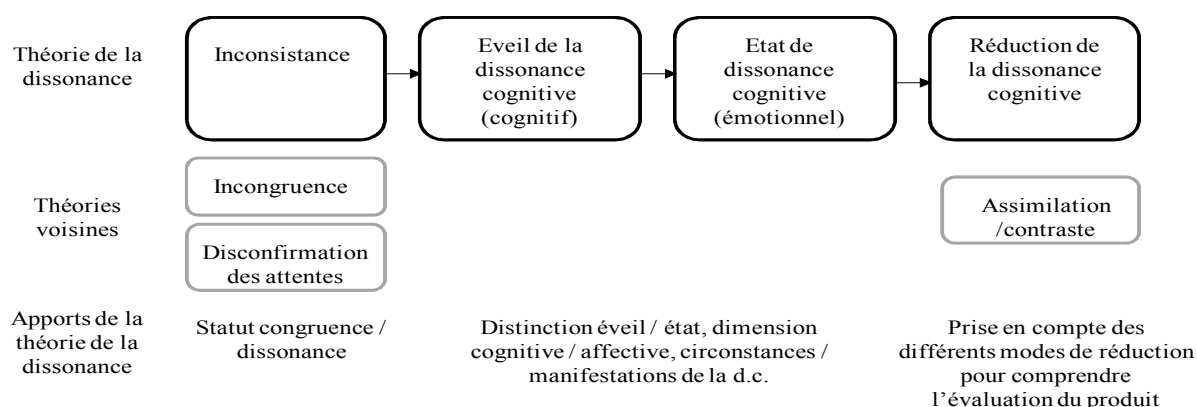 Théorie de la
dissonance
Inconsistance
Eveil de la
dissonance
cognitive
(cognitif)
Etat de
dissonance
cognitive
(émotionnel)
Réduction de
la dissonance
cognitive
Théories
voisines
Incongruence
Disconfirmation
des attentes
Assimilation
/contraste
Apports de la
théorie de la
dissonance
Statut congruence /
dissonance
Distinction éveil / état, dimension
cognitive / affective, circonstances /
manifestations de la d.c.
Prise en compte des
différents modes de réduction
pour comprendre
l’évaluation du produit